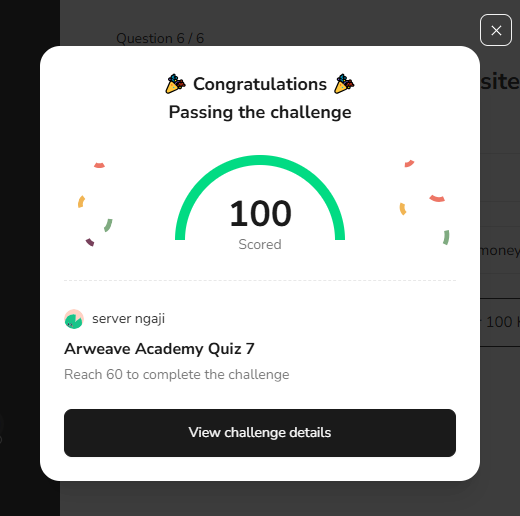 Question 6 / 6
site
Congratulations
Passing the challenge
100
Scored
money
100
server ngaji
Arweave Academy Quiz 7
Reach 60 to complete the challenge
View challenge details